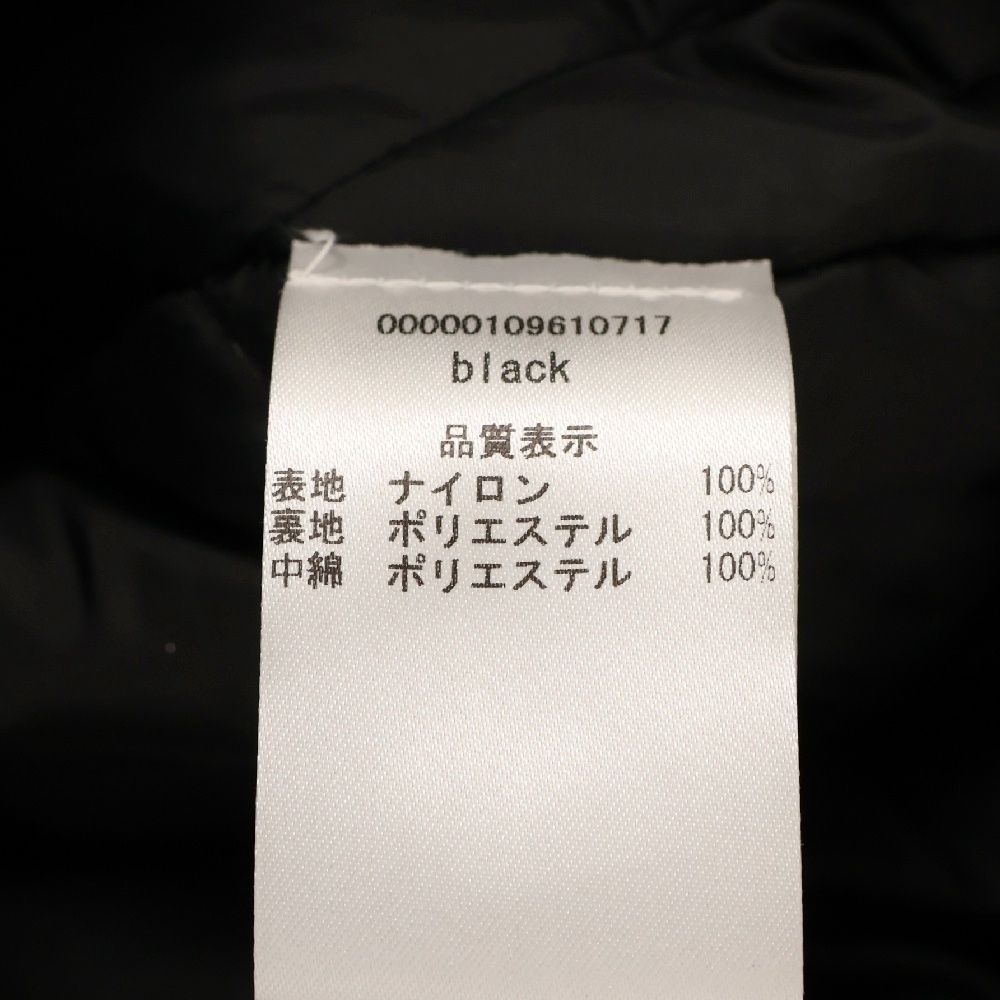 00000109610717
black
品質表示
表地 ナイロン 100%
裏地 ポリエステル 100%
中綿 ポリエステル 100%